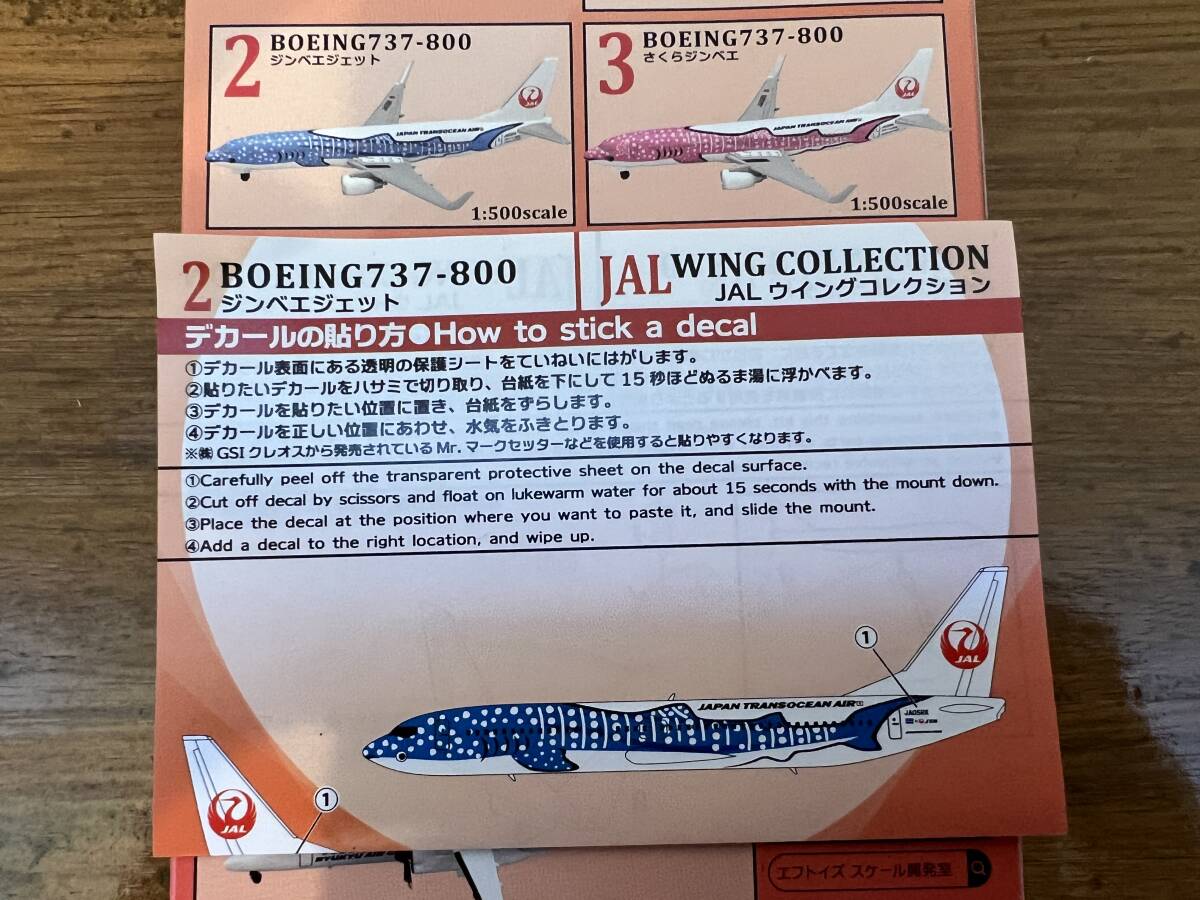 2 BOEING737-800
ジンベエジェット
JAPAN TRANSOCEAN AIR
JAL
1:500scale
3 BOEING737-800
さくらジンベエ
JAPAN TRANSOCEAN AIR
JAL
1:500scale
2 BOEING737-800
ジンベエジェット
JAL WING COLLECTION
JAL ウイングコレクション
デカールの貼り方●How to stick a decal
①デカール表面にある透明の保護シートをていねいにはがします。
②貼りたいデカールをハサミで切り取り、台紙を下にして15秒ほどぬるま湯に浮かべます。
③デカールを貼りたい位置に置き、台紙をずらします。
④デカールを正しい位置にあわせ、水気をふきとります。
※㈱GSIクレオスから発売されているMr.マークセッターなどを使用すると貼りやすくなります。
①Carefully peel off the transparent protective sheet on the decal surface.
②Cut off decal by scissors and float on lukewarm water for about 15 seconds with the mount down.
③Place the decal at the position where you want to paste it, and slide the mount.
④Add a decal to the right location, and wipe up.
①
JAL
JAPAN TRANSOCEAN AIR
JA05RK
①
JAL
RYUKYU AIR
エフトイズ スケール開発室